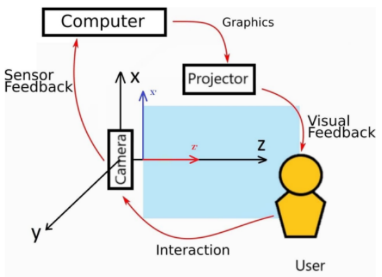 Computer
Graphics
Projector
Sensor
Feedback
Visual
Feedback
X
x
Camera
x
Z
y
Interaction
User